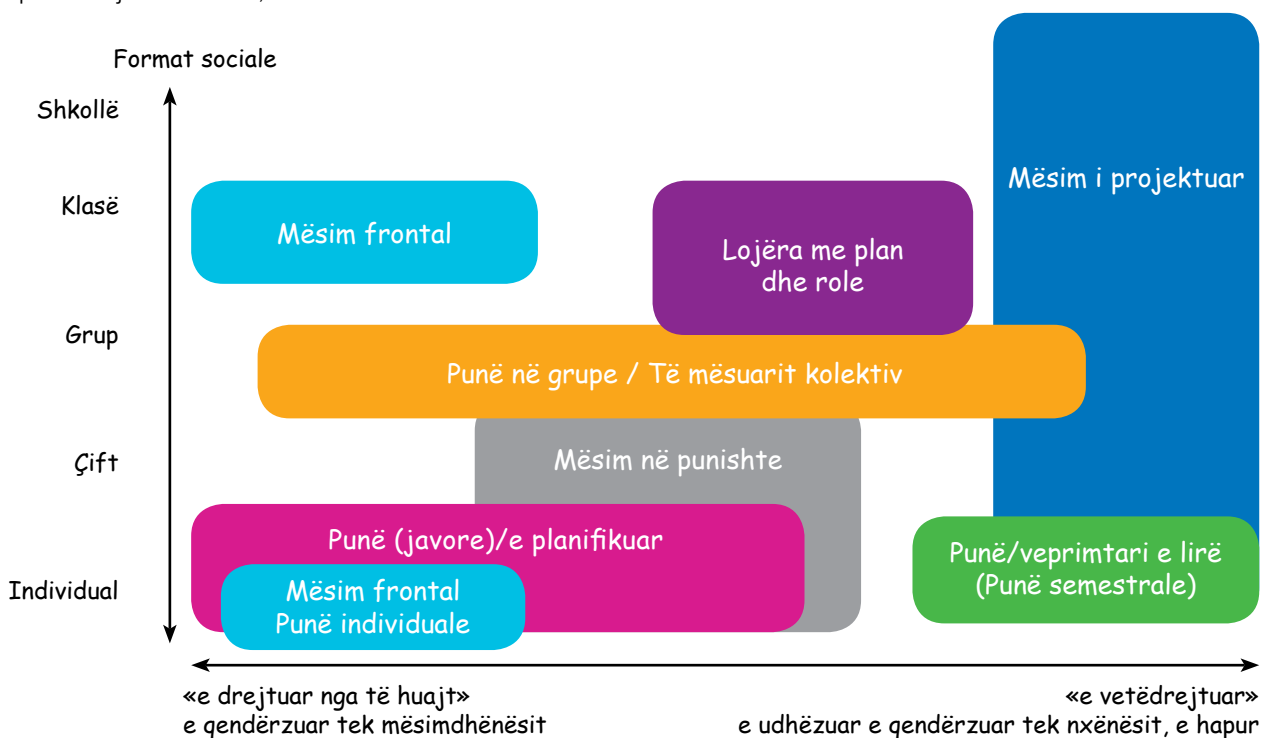 Format sociale
Shkollë
Klasë
Grup
Çift
Individual
Mësim frontal
Lojëra me plan
dhe role
Mësim i projektuar
Punë në grupe / Të mësuarit kolektiv
Mësim në punishte
Punë (javore)/e planifikuar
Mësim frontal
Punë individuale
Punë/veprimtari e lirë
(Punë semestrale)
«e drejtuar nga të huajt»
e qendërzuar tek mësimdhënësit
«e vetëdrejtuar»
e udhëzuar e qendërzuar tek nxënësit, e hapur